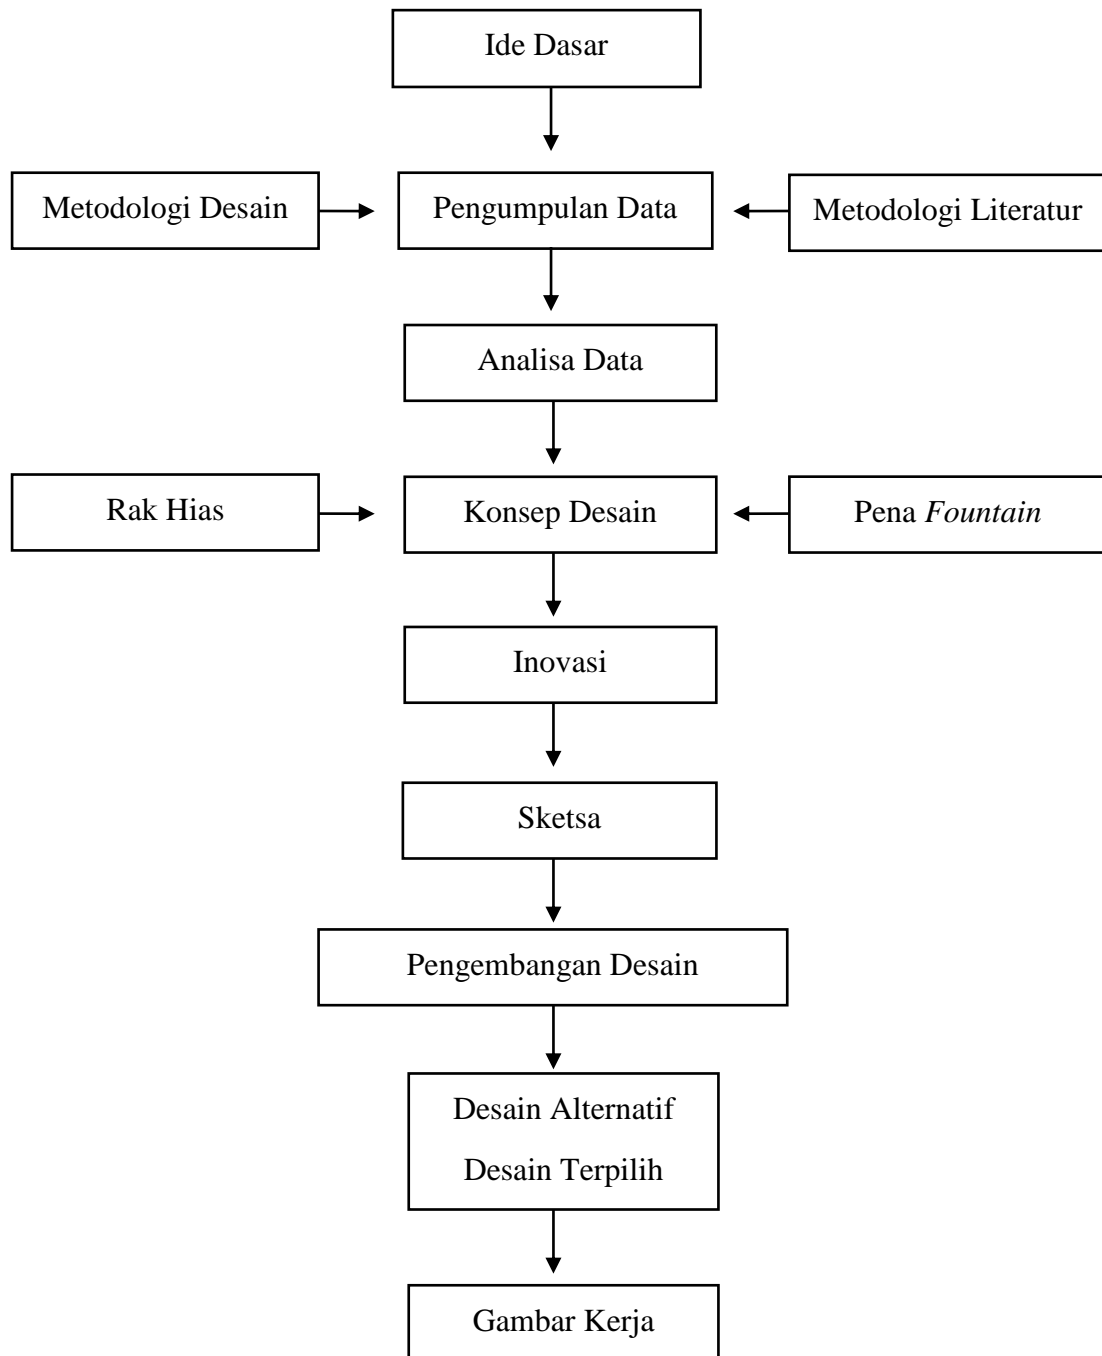 Ide Dasar
Metodologi Desain
Pengumpulan Data
Metodologi Literatur
Analisa Data
Rak Hias
Konsep Desain
Pena Fountain
Inovasi
Sketsa
Pengembangan Desain
Desain Alternatif
Desain Terpilih
Gambar Kerja